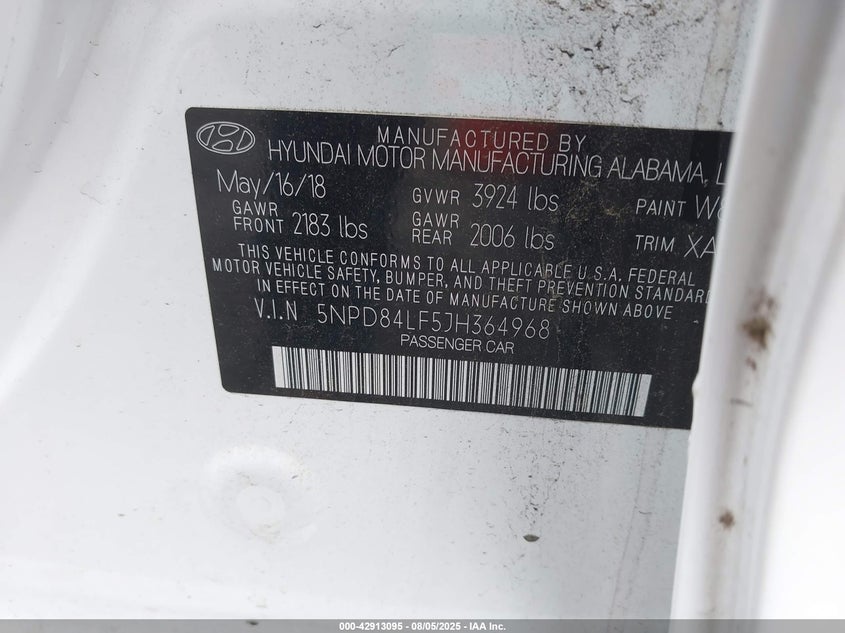 MANUFACTURED BY
HYUNDAI MOTOR MANUFACTURING ALABAMA,
May/16/18 GVWR 3924 lbs PAINT
GAWR FRONT 2183 lbs GAWR REAR 2006 lbs TRIM XA
THIS VEHICLE CONFORMS TO ALL APPLICABLE U.S.A. FEDERAL
MOTOR VEHICLE SAFETY, BUMPER, AND THEFT PREVENTION STANDARD
IN EFFECT ON THE DATE OF MANUFACTURE SHOWN ABOVE
V.I.N 5NPD84LF5JH364968
PASSENGER CAR
000-42913095 - 08/05/2025 - IAA Inc.